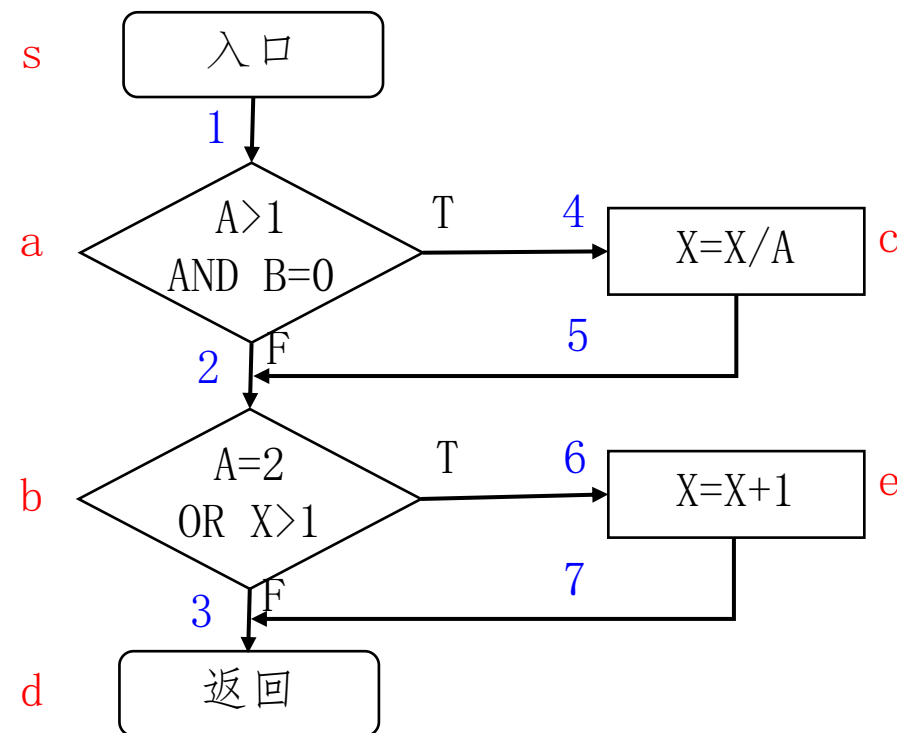 s
入口
1
a
A>1
AND B=0
T
4
X=X/A
c
F
2
5
b
A=2
OR X>1
T
6
X=X+1
e
F
3
7
d
返回